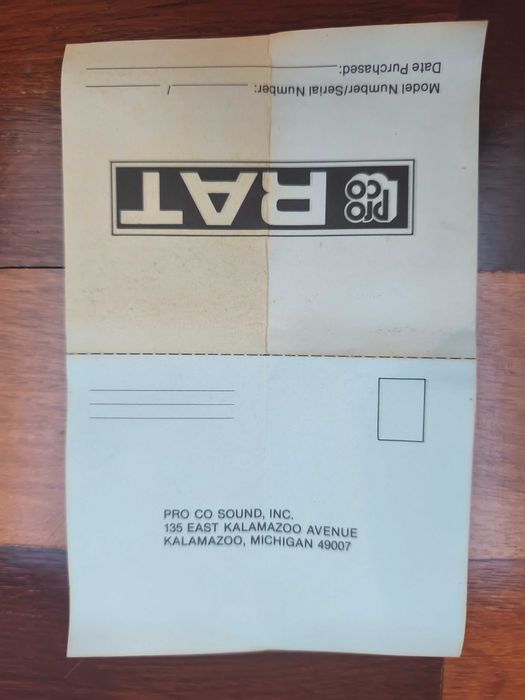 Date Purchased:
Model Number/Serial Number: /
pro co RAT
PRO CO SOUND, INC.
135 EAST KALAMAZOO AVENUE
KALAMAZOO, MICHIGAN 49007